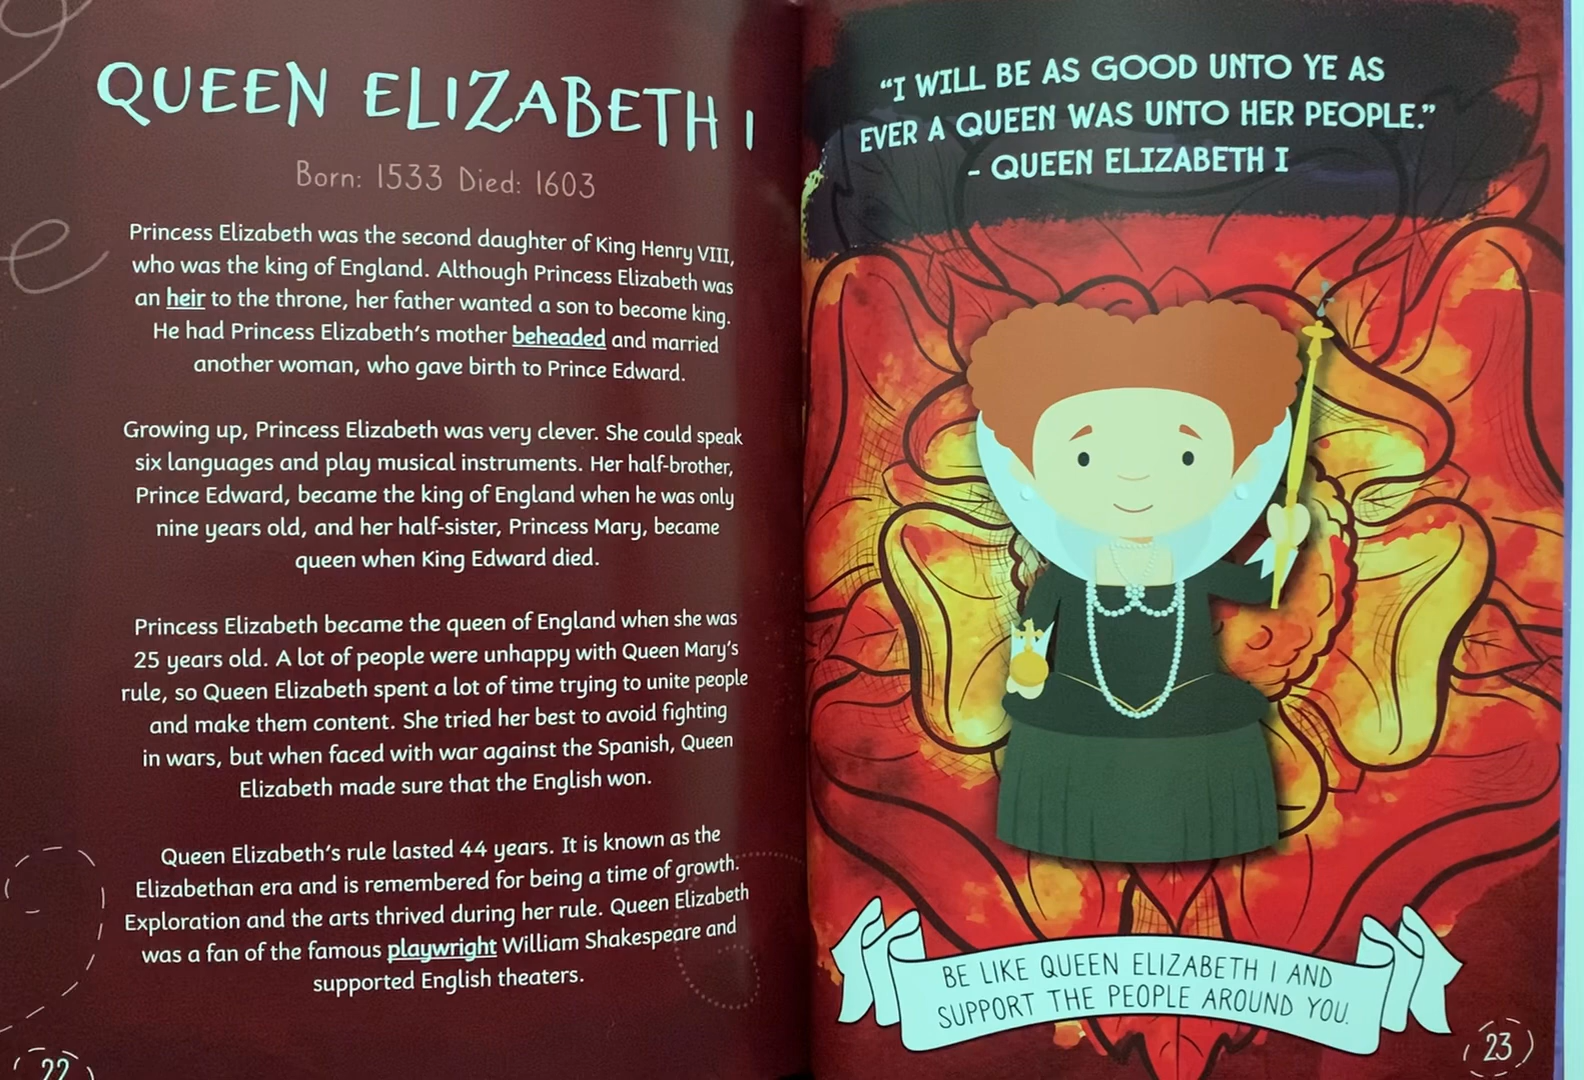 QUEEN ELIZABETH I
Born: 1533 Died: 1603
Princess Elizabeth was the second daughter of King Henry VIII,
who was the king of England. Although Princess Elizabeth was
an heir to the throne, her father wanted a son to become king.
He had Princess Elizabeth's mother beheaded and married
another woman, who gave birth to Prince Edward.
Growing up, Princess Elizabeth was very clever. She could speak
six languages and play musical instruments. Her half-brother,
Prince Edward, became the king of England when he was only
nine years old, and her half-sister, Princess Mary, became
queen when King Edward died.
Princess Elizabeth became the queen of England when she was
25 years old. A lot of people were unhappy with Queen Mary's
rule, so Queen Elizabeth spent a lot of time trying to unite people
and make them content. She tried her best to avoid fighting
in wars, but when faced with war against the Spanish, Queen
Elizabeth made sure that the English won.
Queen Elizabeth's rule lasted 44 years. It is known as the
Elizabethan era and is remembered for being a time of growth.
Exploration and the arts thrived during her rule. Queen Elizabeth
was a fan of the famous playwright William Shakespeare and
supported English theaters.
22
"I WILL BE AS GOOD UNTO YE AS
EVER A QUEEN WAS UNTO HER PEOPLE."
- QUEEN ELIZABETH I
BE LIKE QUEEN ELIZABETH I AND
SUPPORT THE PEOPLE AROUND YOU.
23